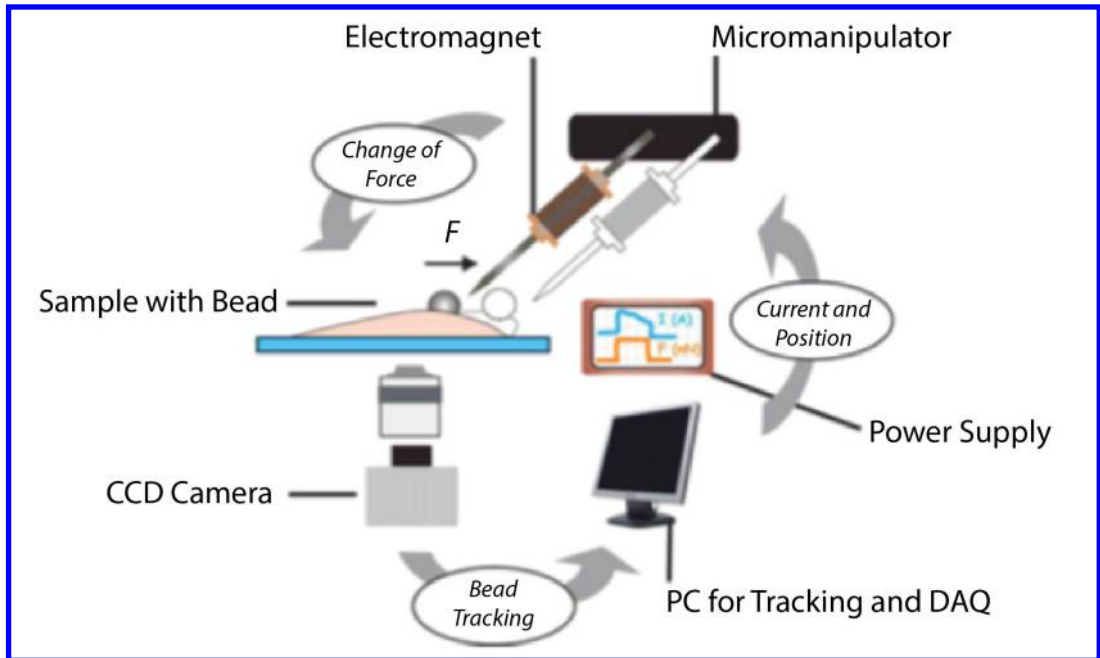 Electromagnet
Micromanipulator
Change of
Force
F
Sample with Bead
I (A)
F (nN)
Current and
Position
Power Supply
CCD Camera
Bead
Tracking
PC for Tracking and DAQ